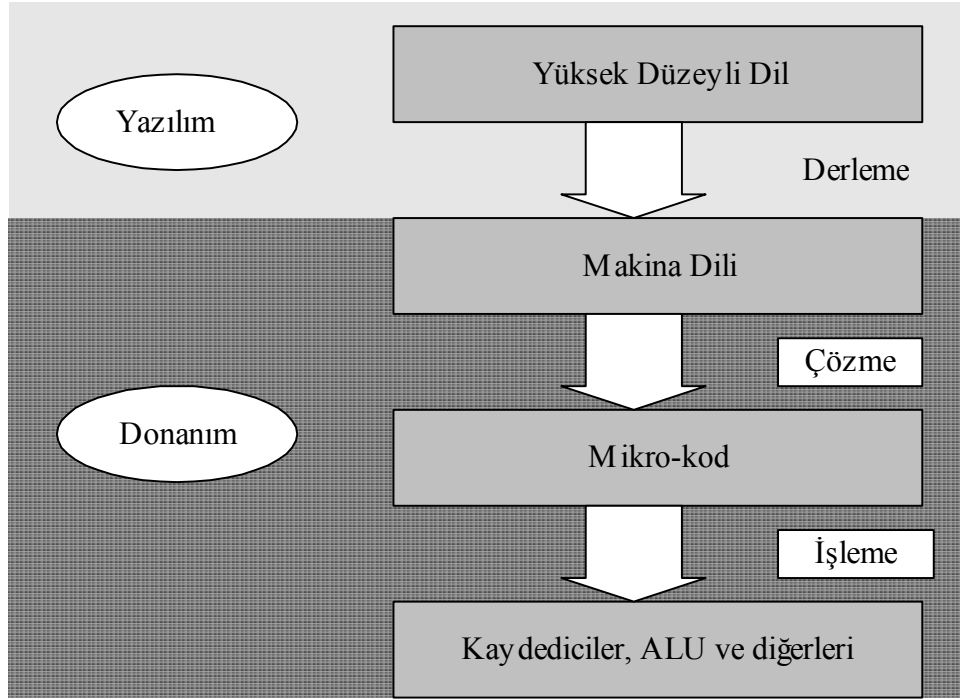 Yüksek Düzeyli Dil
Yazılım
Derleme
Makina Dili
Çözme
Donanım
Mikro-kod
İşleme
Kaydediciler, ALU ve diğerleri